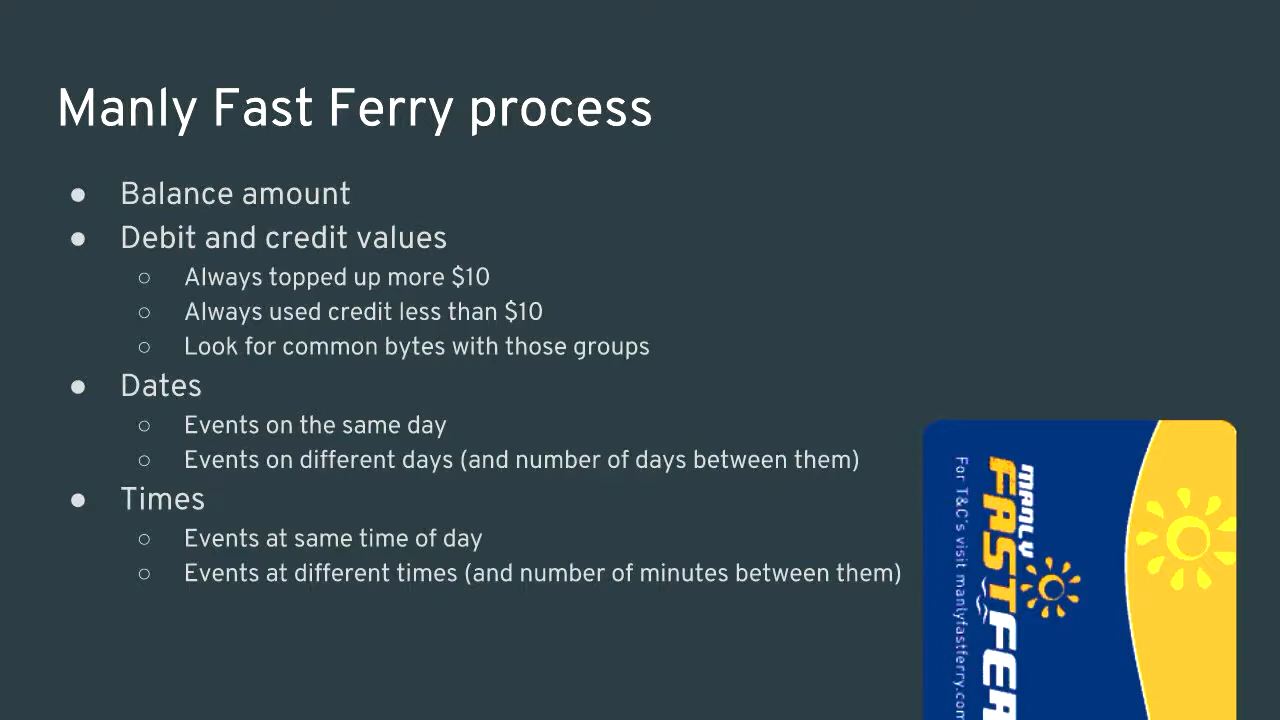 Manly Fast Ferry process
● Balance amount
● Debit and credit values
○ Always topped up more $10
○ Always used credit less than $10
○ Look for common bytes with those groups
● Dates
○ Events on the same day
○ Events on different days (and number of days between them)
● Times
○ Events at same time of day
○ Events at different times (and number of minutes between them)
MANLY
FAST FER
For T&C's visit manlyfastferry.com